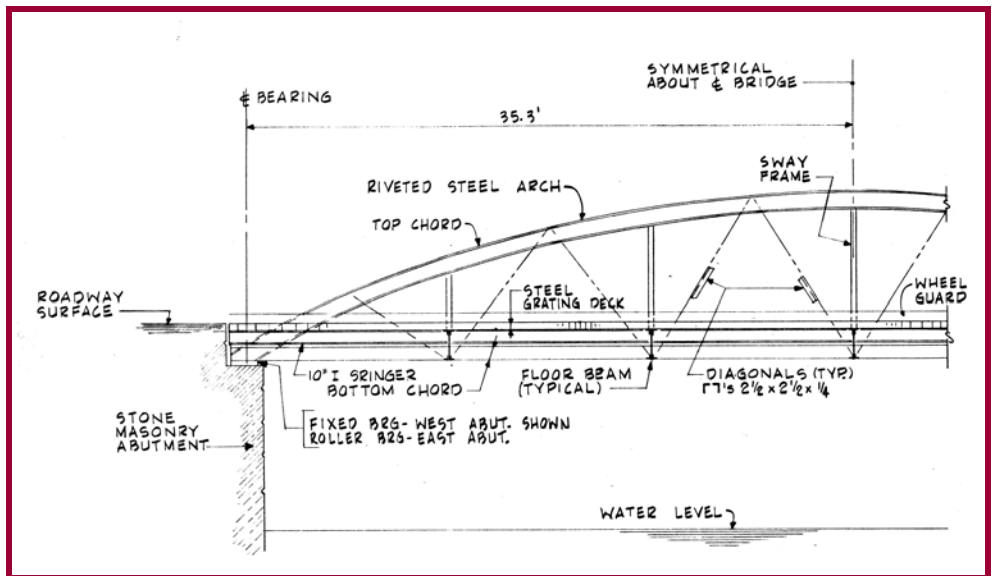 ℄ BEARING
SYMMETRICAL
ABOUT ℄ BRIDGE
35.3'
SWAY
FRAME
RIVETED STEEL ARCH
TOP CHORD
STEEL
GRATING DECK
WHEEL
GUARD
ROADWAY
SURFACE
10" I SRINGER
BOTTOM CHORD
FLOOR BEAM
(TYPICAL)
DIAGONALS (TYP.)
┌┐'S 2½ x 2½ x ¼
STONE
MASONRY
ABUTMENT
FIXED BRG- WEST ABUT. SHOWN
ROLLER BRG- EAST ABUT.
WATER LEVEL